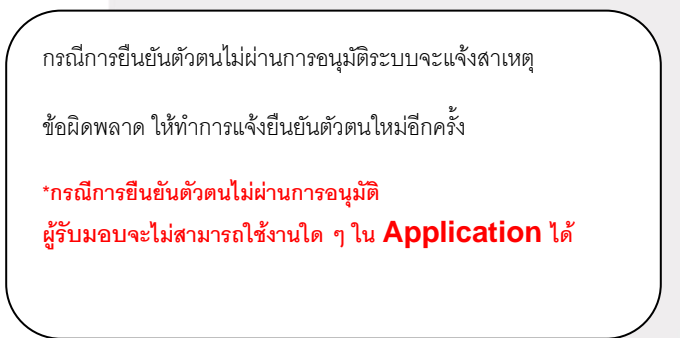 กรณีการยืนยันตัวตนไม่ผ่านการอนุมัติระบบจะแจ้งสาเหตุ
ข้อผิดพลาด ให้ทำการแจ้งยืนยันตัวตนใหม่อีกครั้ง
*กรณีการยืนยันตัวตนไม่ผ่านการอนุมัติ
ผู้รับมอบจะไม่สามารถใช้งานใด ๆ ใน Application ได้